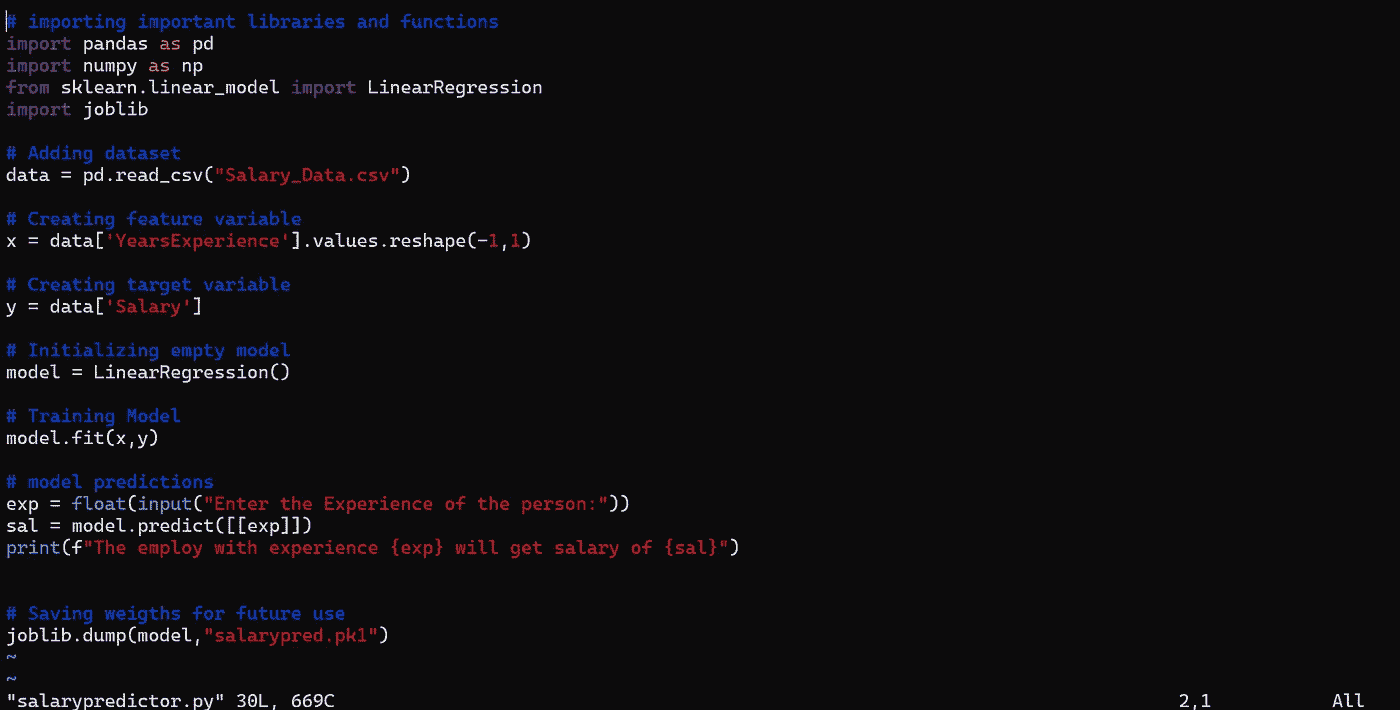 # importing important libraries and functions
import pandas as pd
import numpy as np
from sklearn.linear_model import LinearRegression
import joblib
# Adding dataset
data = pd.read_csv("Salary_Data.csv")
# Creating feature variable
x = data['YearsExperience'].values.reshape(-1,1)
# Creating target variable
y = data['Salary']
# Initializing empty model
model = LinearRegression()
# Training Model
model.fit(x,y)
# model predictions
exp = float(input("Enter the Experience of the person:"))
sal = model.predict([[exp]])
print(f"The employ with experience {exp} will get salary of {sal}")
# Saving weigths for future use
joblib.dump(model,"salarypred.pk1")
~
~
"salarypredictor.py" 30L, 669C 2,1 All